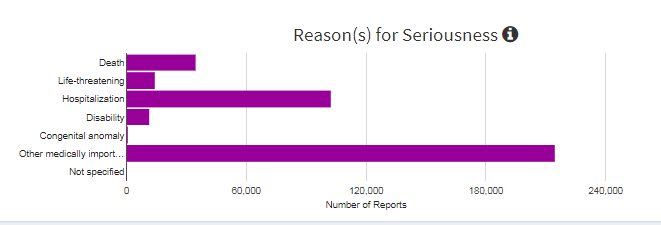 Reason(s) for Seriousness
Death
Life-threatening
Hospitalization
Disability
Congenital anomaly
Other medically import...
Not specified
0
60,000
120,000
180,000
240,000
Number of Reports